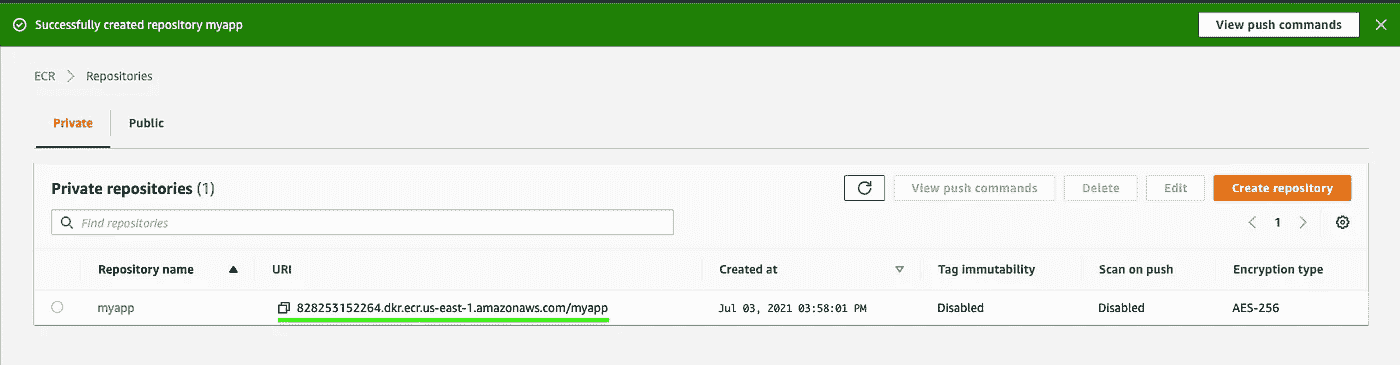 Successfully created repository myapp View push commands
ECR Repositories
Private Public
Private repositories (1) View push commands Delete Edit Create repository
Find repositories 1
Repository name URI Created at Tag immutability Scan on push Encryption type
myapp 828253152264.dkr.ecr.us-east-1.amazonaws.com/myapp Jul 03, 2021 03:58:01 PM Disabled Disabled AES-256